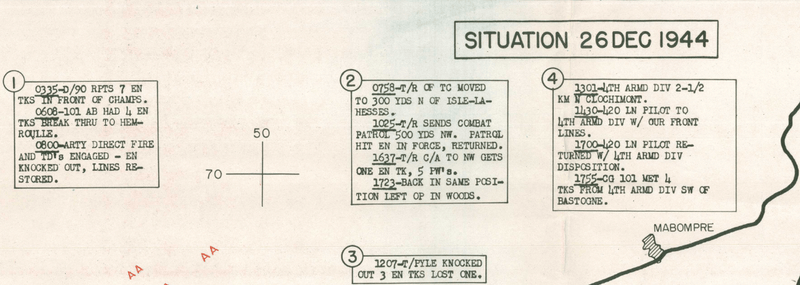 SITUATION 26 DEC 1944
1
0335-D/90 RPTS 7 EN
TKS IN FRONT OF CHAMPS.
0608-101 AB HAD 4 EN
TKS BREAK THRU TO HEM-
ROULLE.
0800-ARTY DIRECT FIRE
AND TD's ENGAGED - EN
KNOCKED OUT, LINES RE-
STORED.
50
70
2
0758-T/R OF TC MOVED
TO 300 YDS N OF ISLE-LA-
HESSES.
1025-T/R SENDS COMBAT
PATROL 500 YDS NW. PATROL
HIT EN IN FORCE, RETURNED.
1637-T/R C/A TO NW GETS
ONE EN TK, 5 PW's.
1723-BACK IN SAME POSI-
TION LEFT OP IN WOODS.
3
1207-T/PYLE KNOCKED
OUT 3 EN TKS LOST ONE.
4
1301-4TH ARMD DIV 2-1/2
KM N CLOCHIMONT.
1430-420 LN PILOT TO
4TH ARMD DIV W/ OUR FRONT
LINES.
1700-420 LN PILOT RE-
TURNED W/ 4TH ARMD DIV
DISPOSITION.
1755-CG 101 MET 4
TKS FROM 4TH ARMD DIV SW OF
BASTOGNE.
MABOMPRE
AA
AA